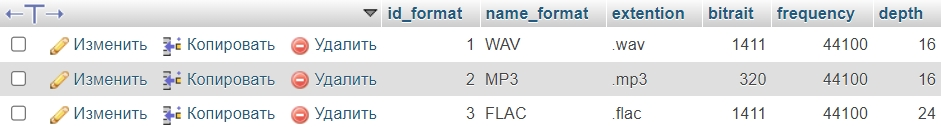 id_format name_format extention bitrait frequency depth
Изменить Копировать Удалить 1 WAV .wav 1411 44100 16
Изменить Копировать Удалить 2 MP3 .mp3 320 44100 16
Изменить Копировать Удалить 3 FLAC .flac 1411 44100 24